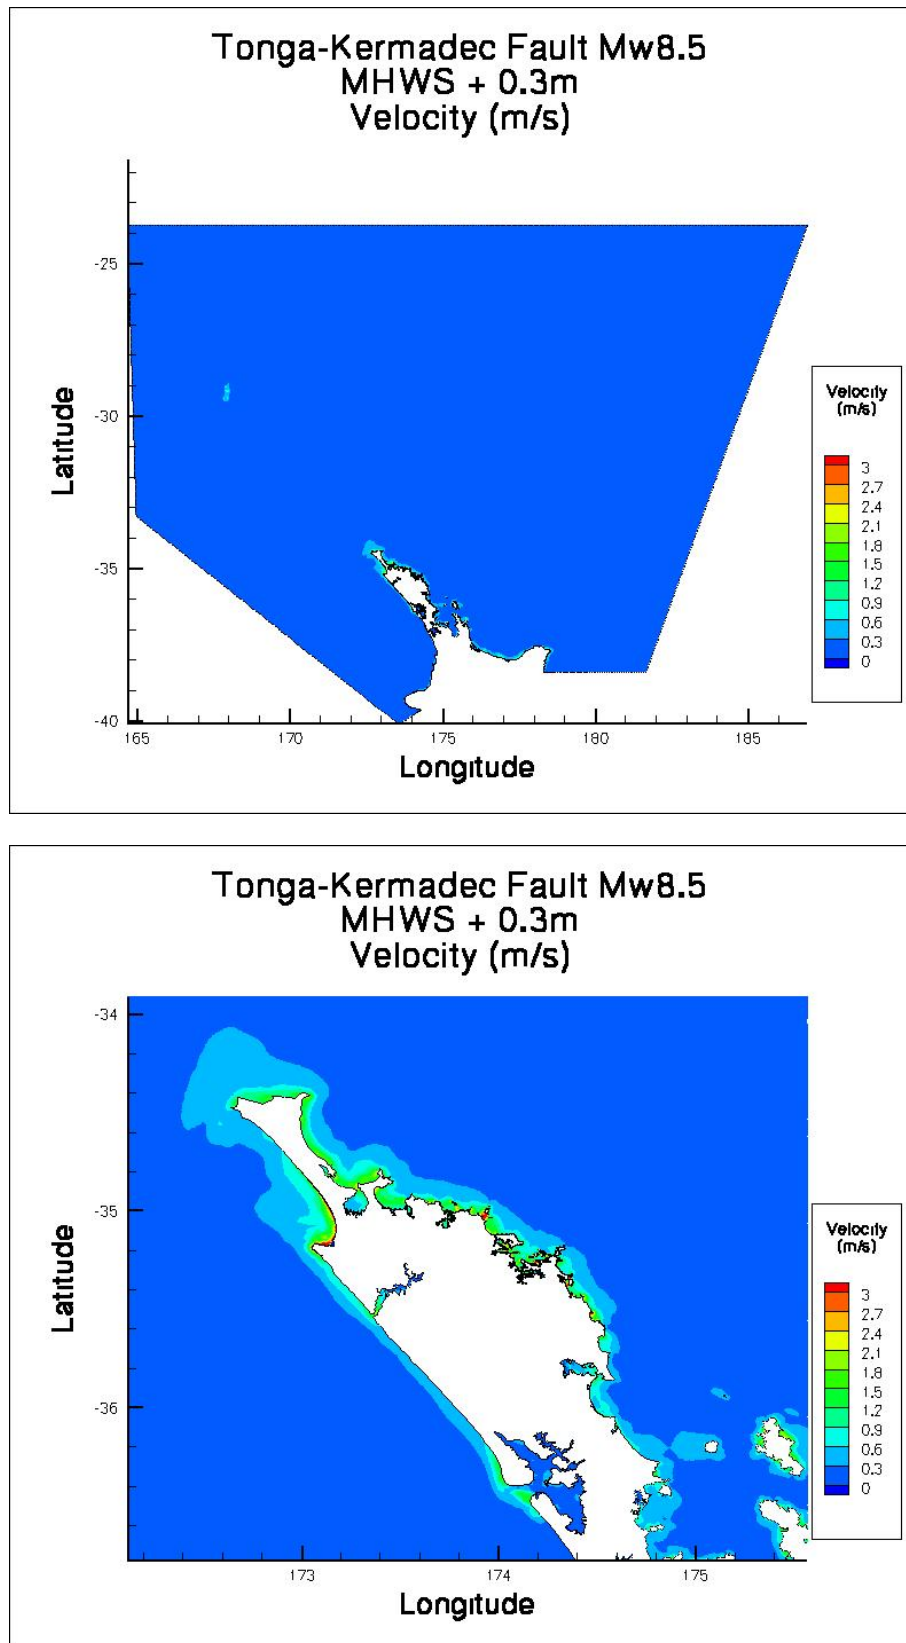 Tonga-Kermadec Fault Mw8.5
MHWS + 0.3m
Velocity (m/s)
Latitude
-25
-30
-35
-40
165
170
175
180
185
Longitude
Velocity
(m/s)
3
2.7
2.4
2.1
1.8
1.5
1.2
0.9
0.6
0.3
0
Tonga-Kermadec Fault Mw8.5
MHWS + 0.3m
Velocity (m/s)
Latitude
-34
-35
-36
173
174
175
Longitude
Velocity
(m/s)
3
2.7
2.4
2.1
1.8
1.5
1.2
0.9
0.6
0.3
0